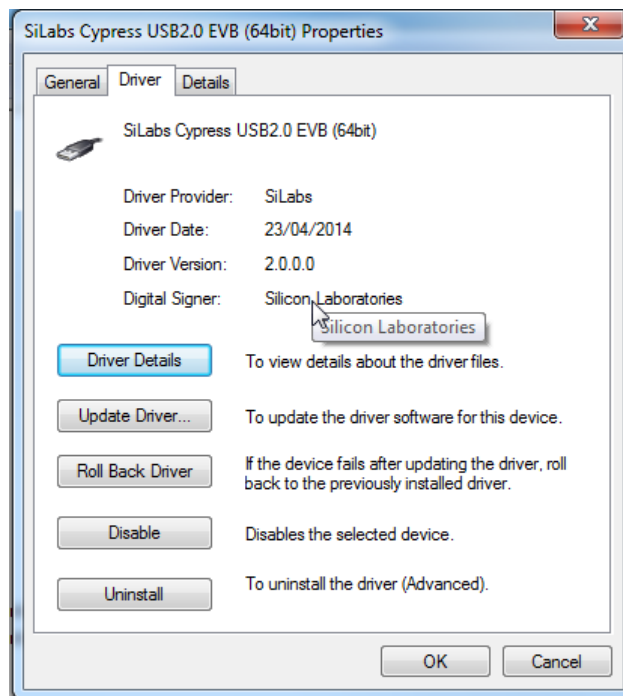 SiLabs Cypress USB2.0 EVB (64bit) Properties
General Driver Details
SiLabs Cypress USB2.0 EVB (64bit)
Driver Provider: SiLabs
Driver Date: 23/04/2014
Driver Version: 2.0.0.0
Digital Signer: Silicon Laboratories
Silicon Laboratories
Driver Details To view details about the driver files.
Update Driver... To update the driver software for this device.
Roll Back Driver If the device fails after updating the driver, roll
back to the previously installed driver.
Disable Disables the selected device.
Uninstall To uninstall the driver (Advanced).
OK Cancel